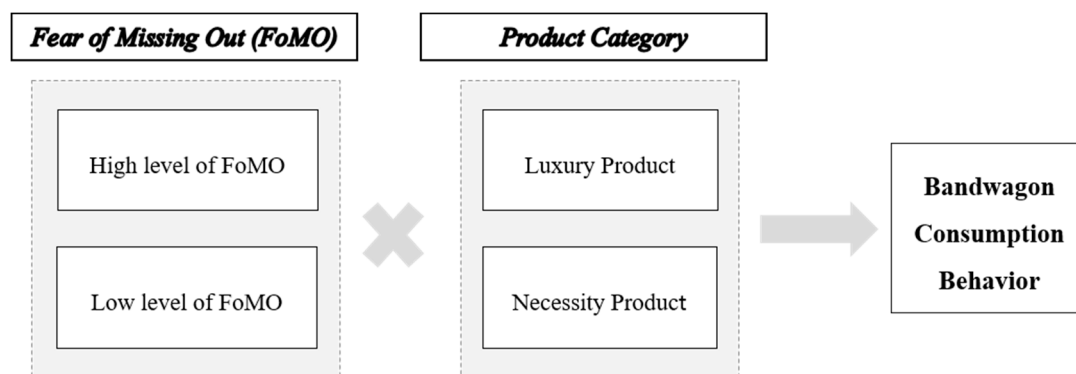 Fear of Missing Out (FoMO)
Product Category
High level of FoMO
Low level of FoMO
Luxury Product
Necessity Product
Bandwagon
Consumption
Behavior